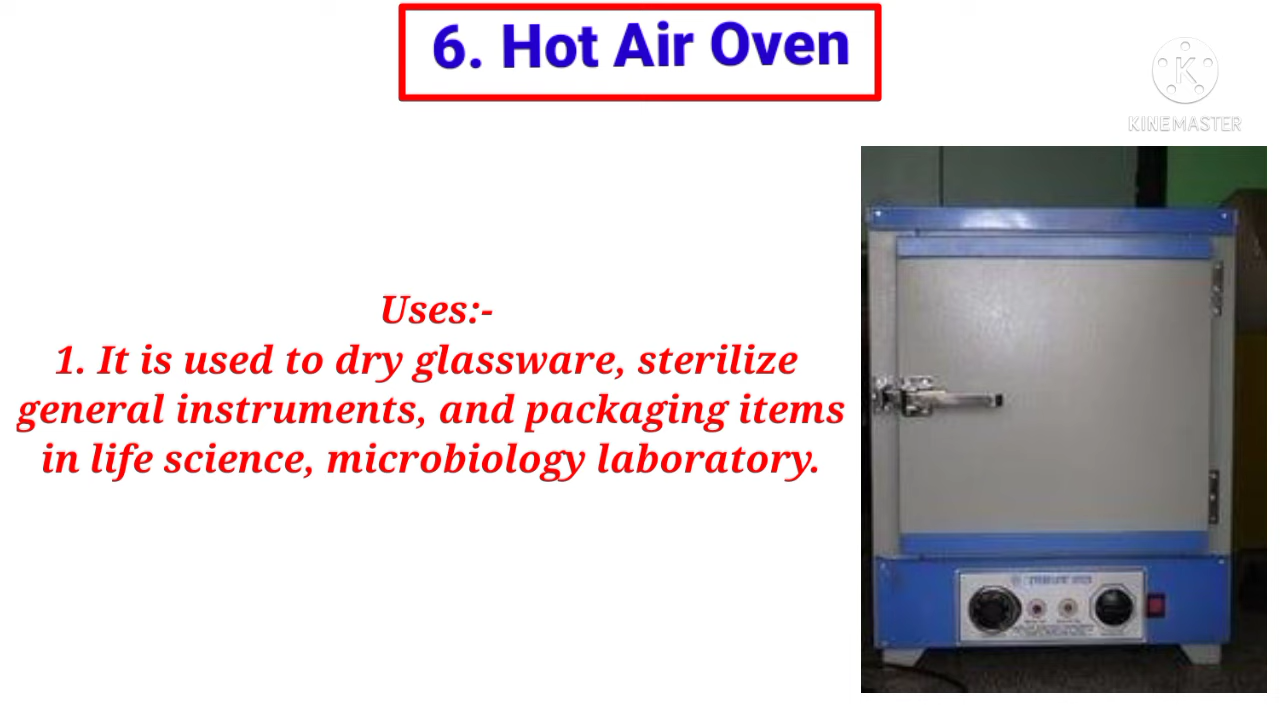 6. Hot Air Oven
K
KINEMASTER
Uses:-
1. It is used to dry glassware, sterilize
general instruments, and packaging items
in life science, microbiology laboratory.